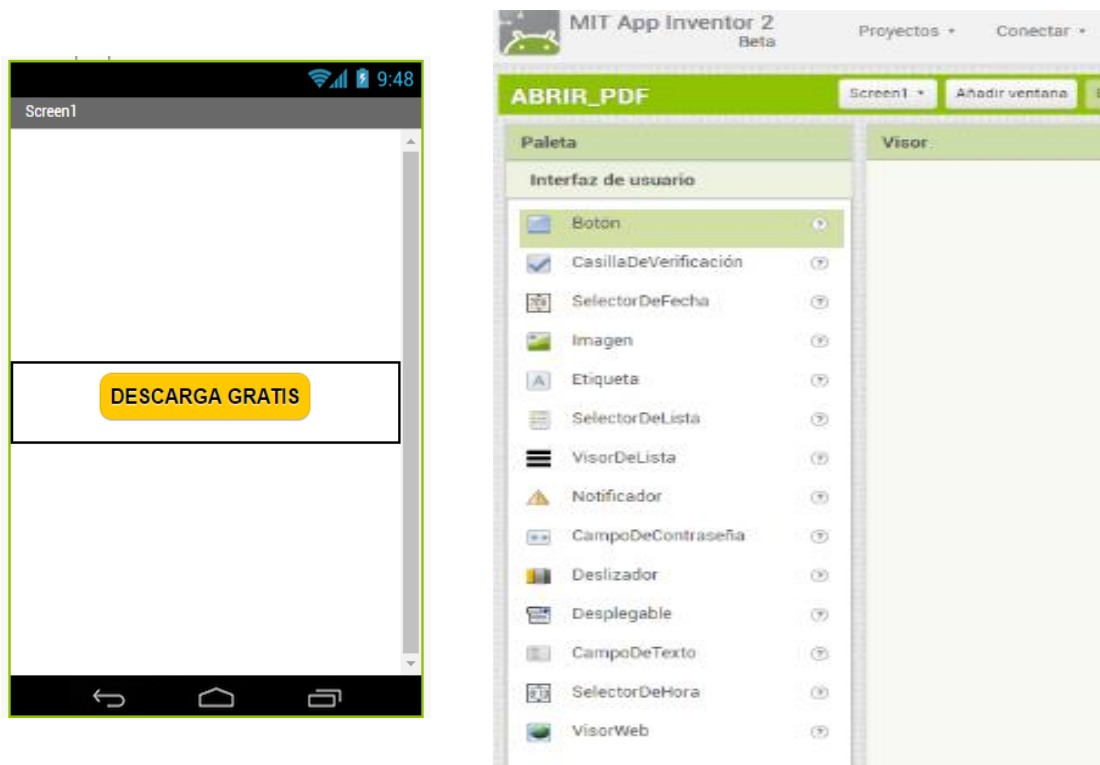 9:48
Screen1
DESCARGA GRATIS
MIT App Inventor 2
Beta
Proyectos
Conectar
ABRIR_PDF
Screen1
Añadir ventana
Paleta
Visor
Interfaz de usuario
Botón
CasillaDeVerificación
SelectorDeFecha
Imagen
Etiqueta
SelectorDeLista
VisorDeLista
Notificador
CampoDeContraseña
Deslizador
Desplegable
CampoDeTexto
SelectorDeHora
VisorWeb